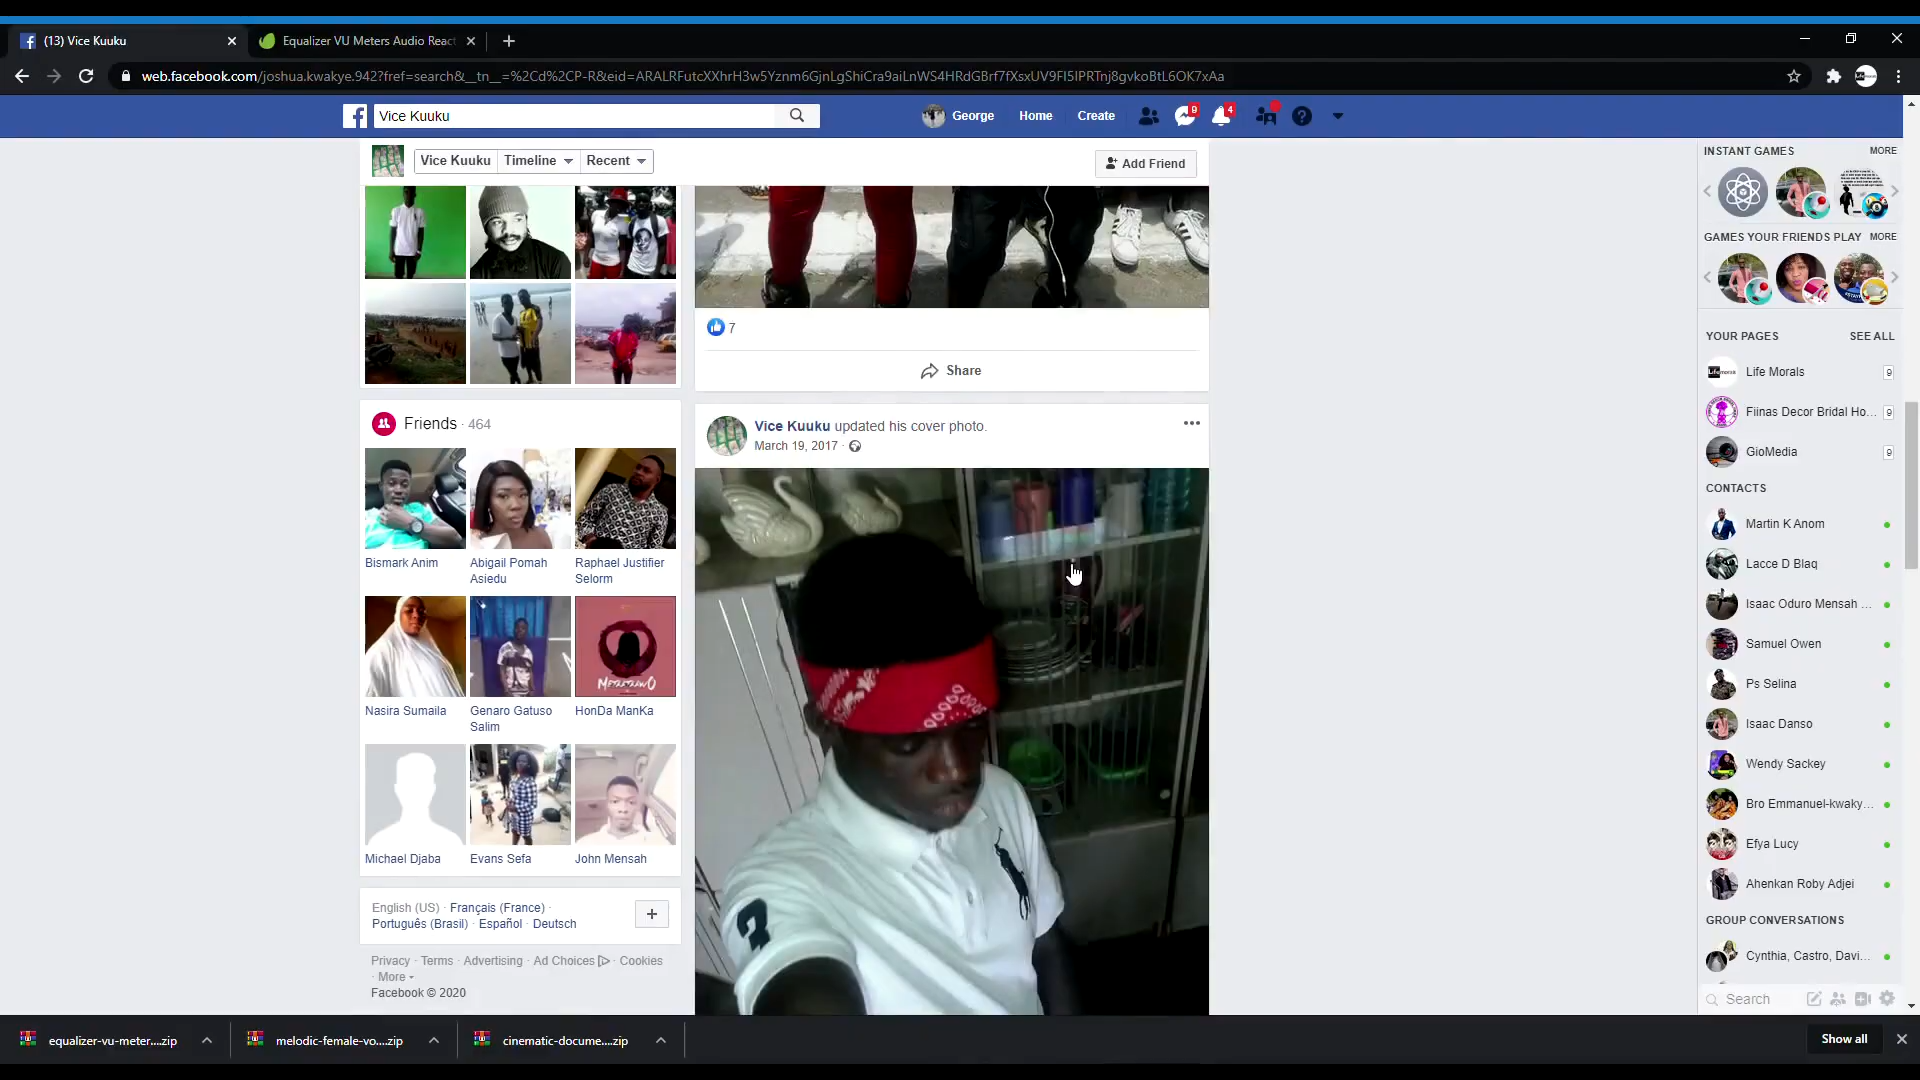 (13) Vice Kuuku
Equalizer VU Meters Audio React
web.facebook.com/joshua.kwakye.942?fref=search&__tn__=%2Cd%2CP-R&eid=ARALRFutcXXhrH3w5Yznm6GjnLgShiCra9aiLnWS4HRdGBrf7fXsxUV9FI5IPRTnj8gvkoBtL6OK7xAa
Vice Kuuku
George
Home
Create
9
4
Vice Kuuku
Timeline
Recent
Add Friend
7
Share
Friends · 464
Bismark Anim
Abigail Pomah
Asiedu
Raphael Justifier
Selorm
Nasira Sumaila
Genaro Gatuso
Salim
HonDa ManKa
Michael Djaba
Evans Sefa
John Mensah
English (US) · Français (France) ·
Português (Brasil) · Español · Deutsch
Privacy · Terms · Advertising · Ad Choices · Cookies
· More
Facebook © 2020
Vice Kuuku updated his cover photo.
March 19, 2017 ·
3
INSTANT GAMES
MORE
GAMES YOUR FRIENDS PLAY
MORE
YOUR PAGES
SEE ALL
Life Morals
9
Fiinas Decor Bridal Ho...
9
GioMedia
9
CONTACTS
Martin K Anom
Lacce D Blaq
Isaac Oduro Mensah ...
Samuel Owen
Ps Selina
Isaac Danso
Wendy Sackey
Bro Emmanuel-kwaky...
Efya Lucy
Ahenkan Roby Adjei
GROUP CONVERSATIONS
Cynthia, Castro, Davi...
Search
equalizer-vu-meter....zip
melodic-female-vo....zip
cinematic-docume....zip
Show all